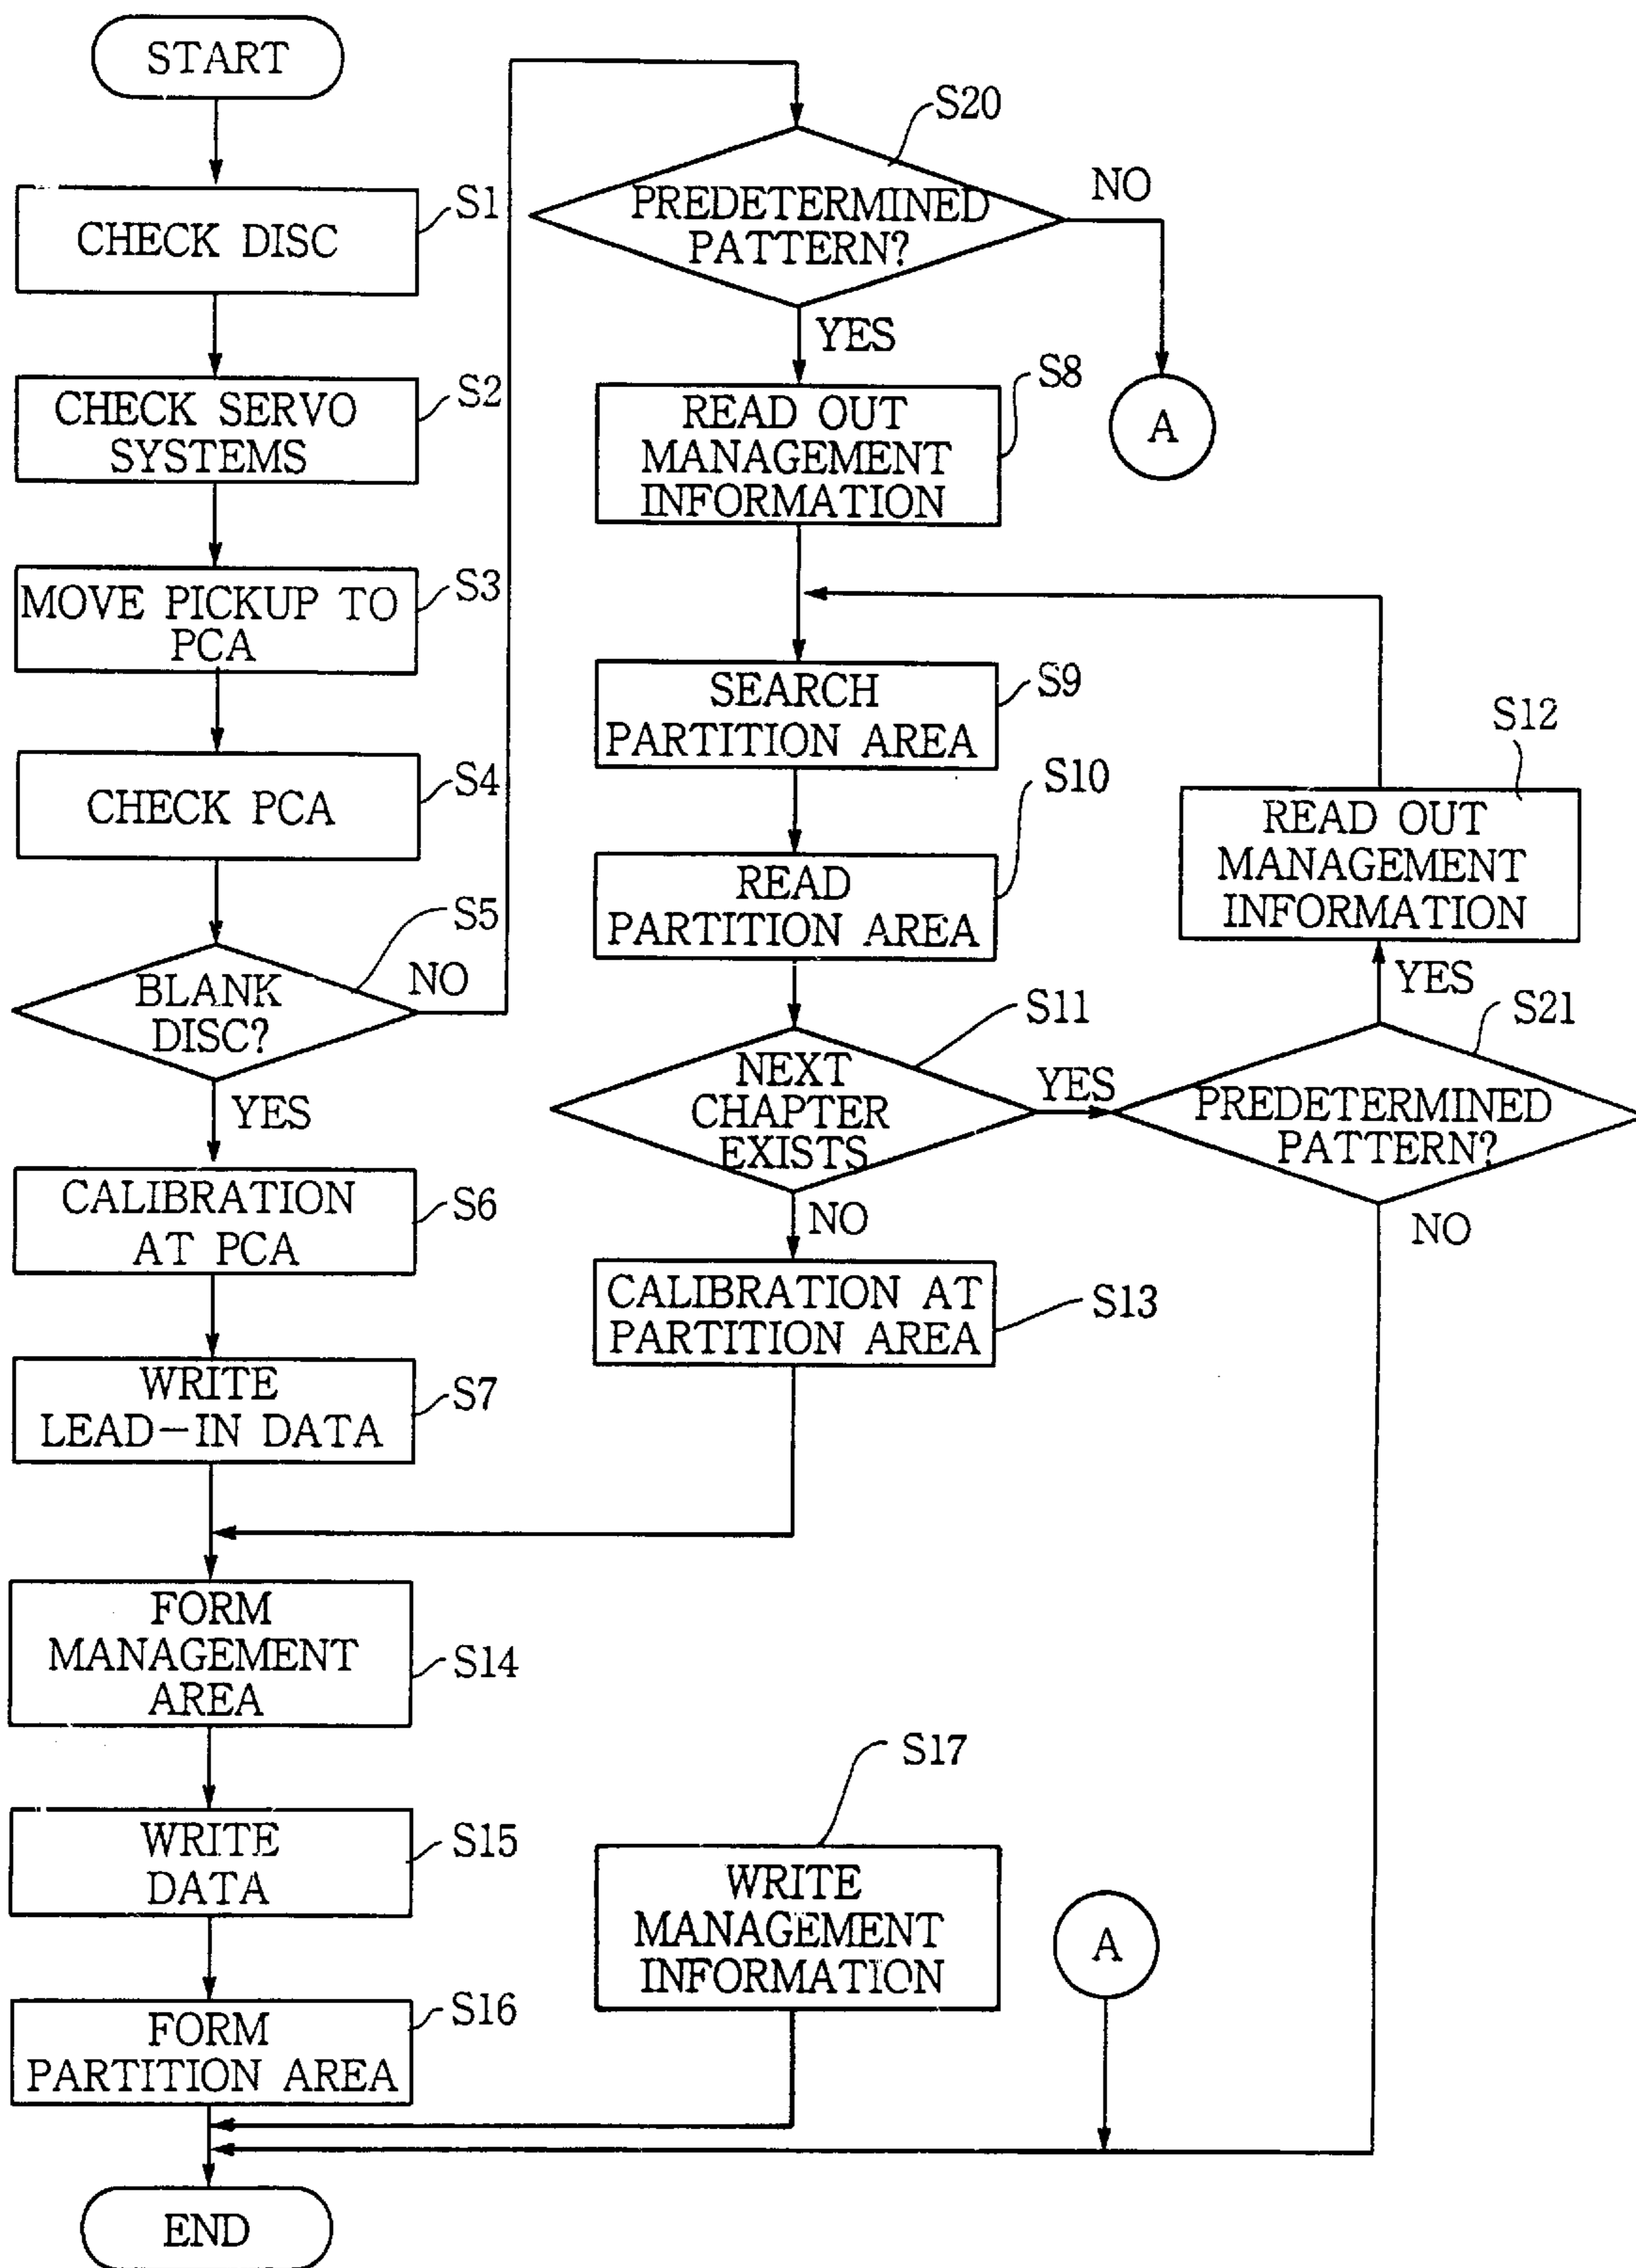 START
CHECK DISC
S1
CHECK SERVO
SYSTEMS
S2
MOVE PICKUP TO
PCA
S3
CHECK PCA
S4
BLANK
DISC?
S5
NO
YES
CALIBRATION
AT PCA
S6
WRITE
LEAD-IN DATA
S7
FORM
MANAGEMENT
AREA
S14
WRITE
DATA
S15
FORM
PARTITION AREA
S16
END
PREDETERMINED
PATTERN?
S20
NO
A
YES
READ OUT
MANAGEMENT
INFORMATION
S8
SEARCH
PARTITION AREA
S9
READ
PARTITION AREA
S10
NEXT
CHAPTER
EXISTS
S11
YES
NO
CALIBRATION AT
PARTITION AREA
S13
S12
READ OUT
MANAGEMENT
INFORMATION
YES
S21
PREDETERMINED
PATTERN?
NO
S17
WRITE
MANAGEMENT
INFORMATION
A